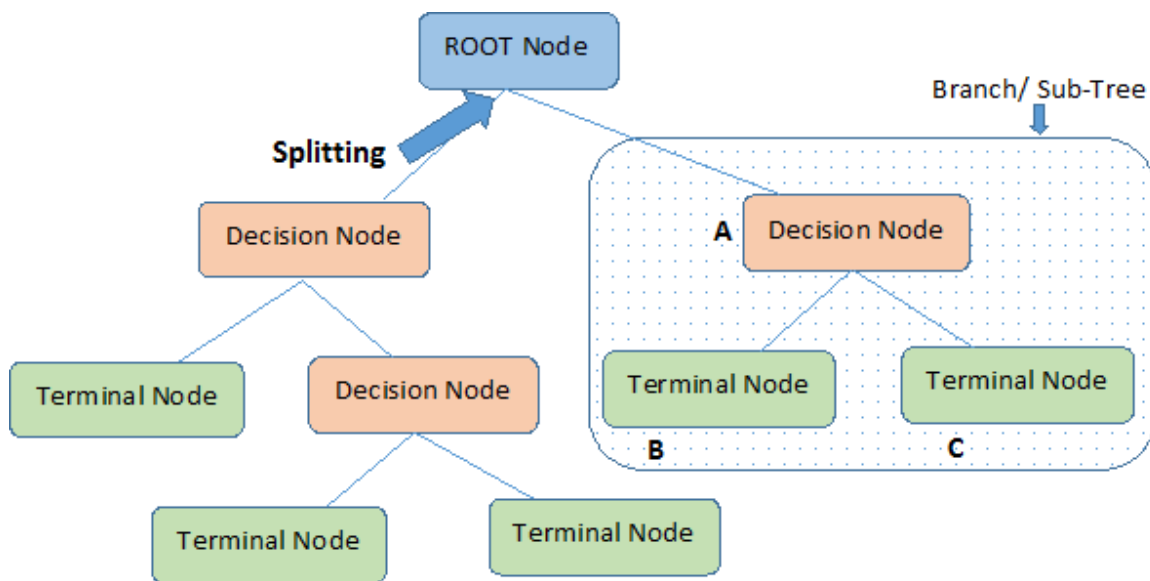 ROOT Node
Branch/ Sub-Tree
Splitting
Decision Node
A
Decision Node
Terminal Node
Decision Node
Terminal Node
Terminal Node
B
C
Terminal Node
Terminal Node